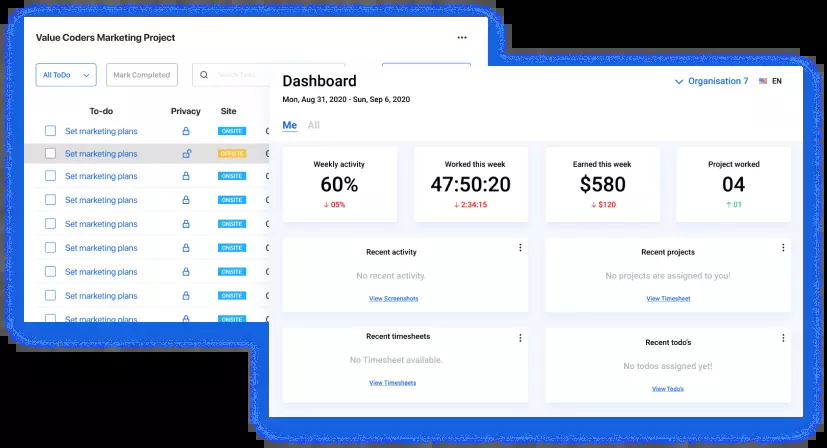 Value Coders Marketing Project
All ToDo
Mark Completed
To-do Privacy Site
Set marketing plans ONSITE
Set marketing plans OFFSITE
Set marketing plans ONSITE
Set marketing plans ONSITE
Set marketing plans ONSITE
Set marketing plans ONSITE
Set marketing plans ONSITE
Set marketing plans ONSITE
Set marketing plans ONSITE
Dashboard
Organisation 7 EN
Mon, Aug 31, 2020 - Sun, Sep 6, 2020
Me All
Weekly activity
60%
↓ 05%
Worked this week
47:50:20
↓ 2:34:15
Earned this week
$580
↓ $120
Project worked
04
↑ 01
Recent activity
No recent activity.
View Screenshots
Recent projects
No projects are assigned to you!
View Timesheet
Recent timesheets
No Timesheet available.
View Timesheets
Recent todo's
No todos assigned yet!
View Todo's